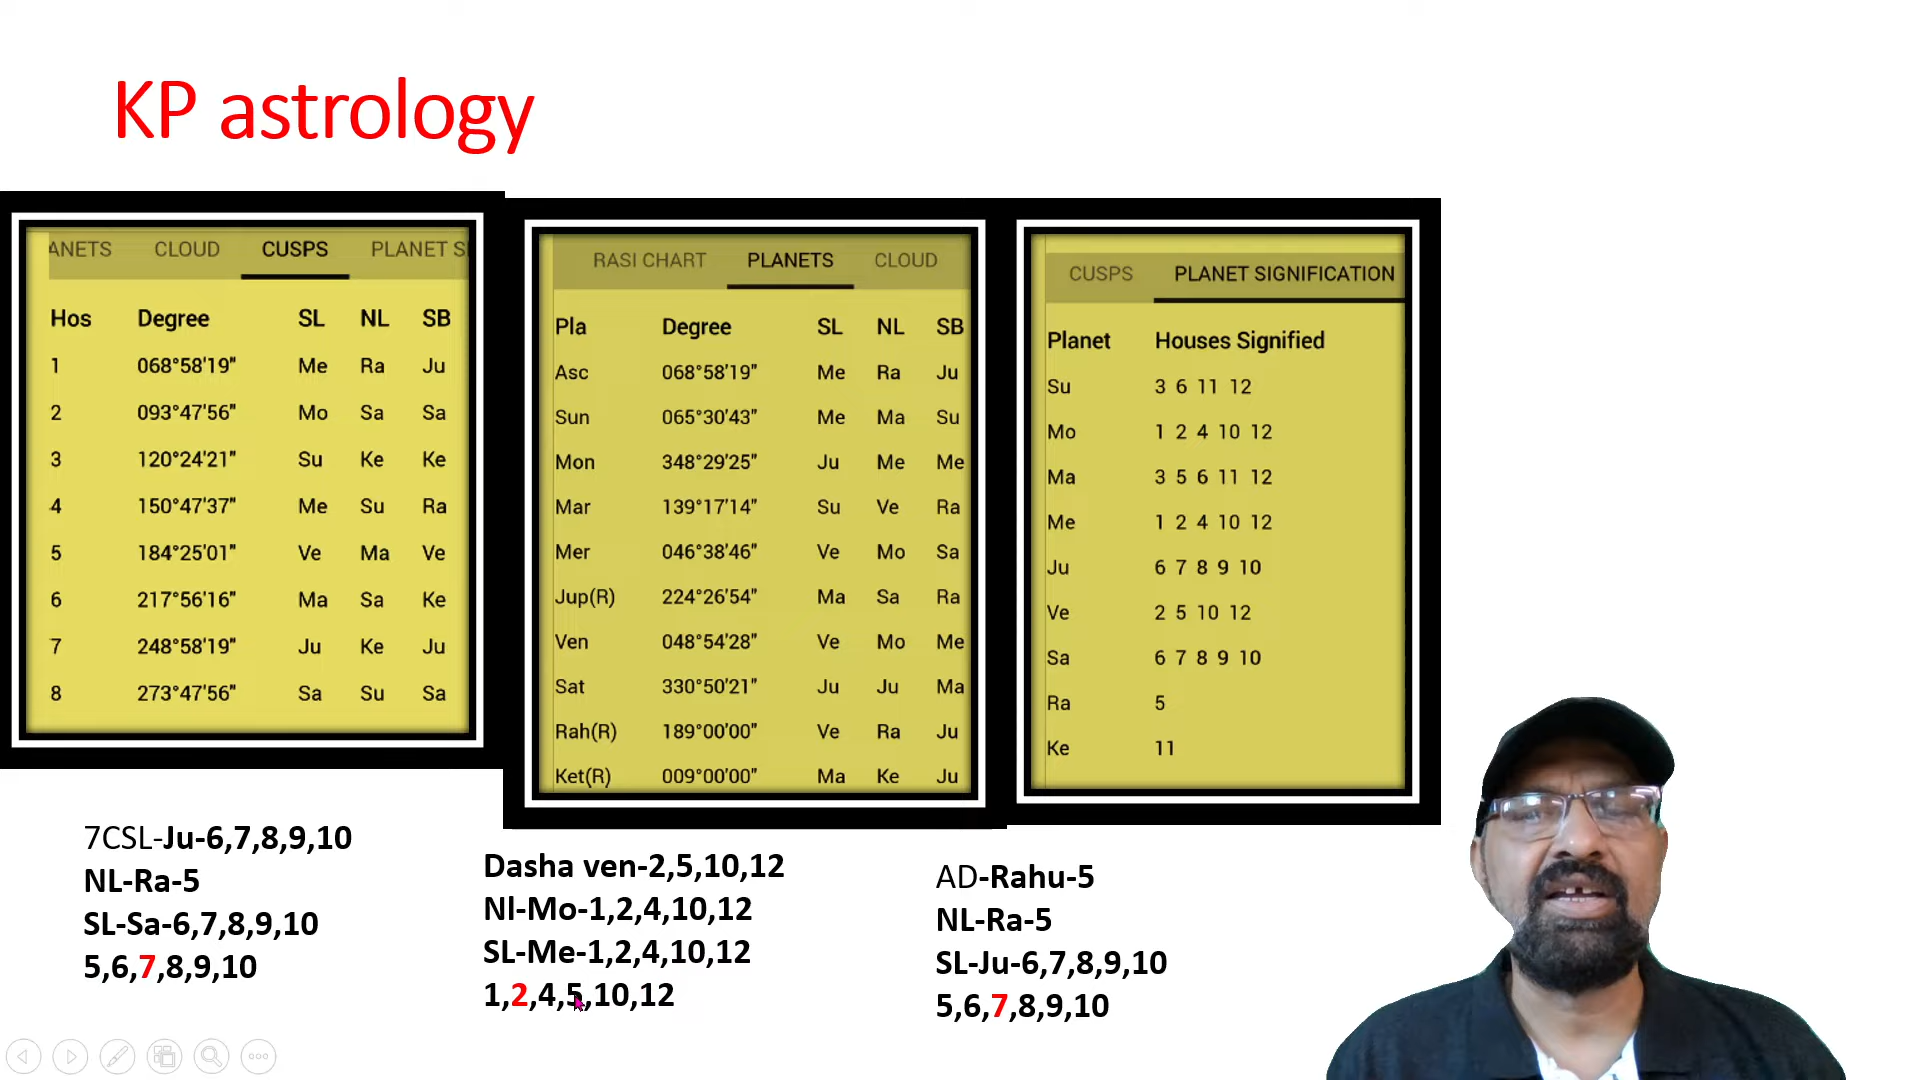 KP astrology
ANETS CLOUD CUSPS PLANET S
Hos Degree SL NL SB
1 068°58'19" Me Ra Ju
2 093°47'56" Mo Sa Sa
3 120°24'21" Su Ke Ke
4 150°47'37" Me Su Ra
5 184°25'01" Ve Ma Ve
6 217°56'16" Ma Sa Ke
7 248°58'19" Ju Ke Ju
8 273°47'56" Sa Su Sa
RASI CHART PLANETS CLOUD
Pla Degree SL NL SB
Asc 068°58'19" Me Ra Ju
Sun 065°30'43" Me Ma Su
Mon 348°29'25" Ju Me Me
Mar 139°17'14" Su Ve Ra
Mer 046°38'46" Ve Mo Sa
Jup(R) 224°26'54" Ma Sa Ra
Ven 048°54'28" Ve Mo Me
Sat 330°50'21" Ju Ju Ma
Rah(R) 189°00'00" Ve Ra Ju
Ket(R) 009°00'00" Ma Ke Ju
CUSPS PLANET SIGNIFICATION
Planet Houses Signified
Su 3 6 11 12
Mo 1 2 4 10 12
Ma 3 5 6 11 12
Me 1 2 4 10 12
Ju 6 7 8 9 10
Ve 2 5 10 12
Sa 6 7 8 9 10
Ra 5
Ke 11
7CSL-Ju-6,7,8,9,10
NL-Ra-5
SL-Sa-6,7,8,9,10
5,6,7,8,9,10
Dasha ven-2,5,10,12
Nl-Mo-1,2,4,10,12
SL-Me-1,2,4,10,12
1,2,4,5,10,12
AD-Rahu-5
NL-Ra-5
SL-Ju-6,7,8,9,10
5,6,7,8,9,10